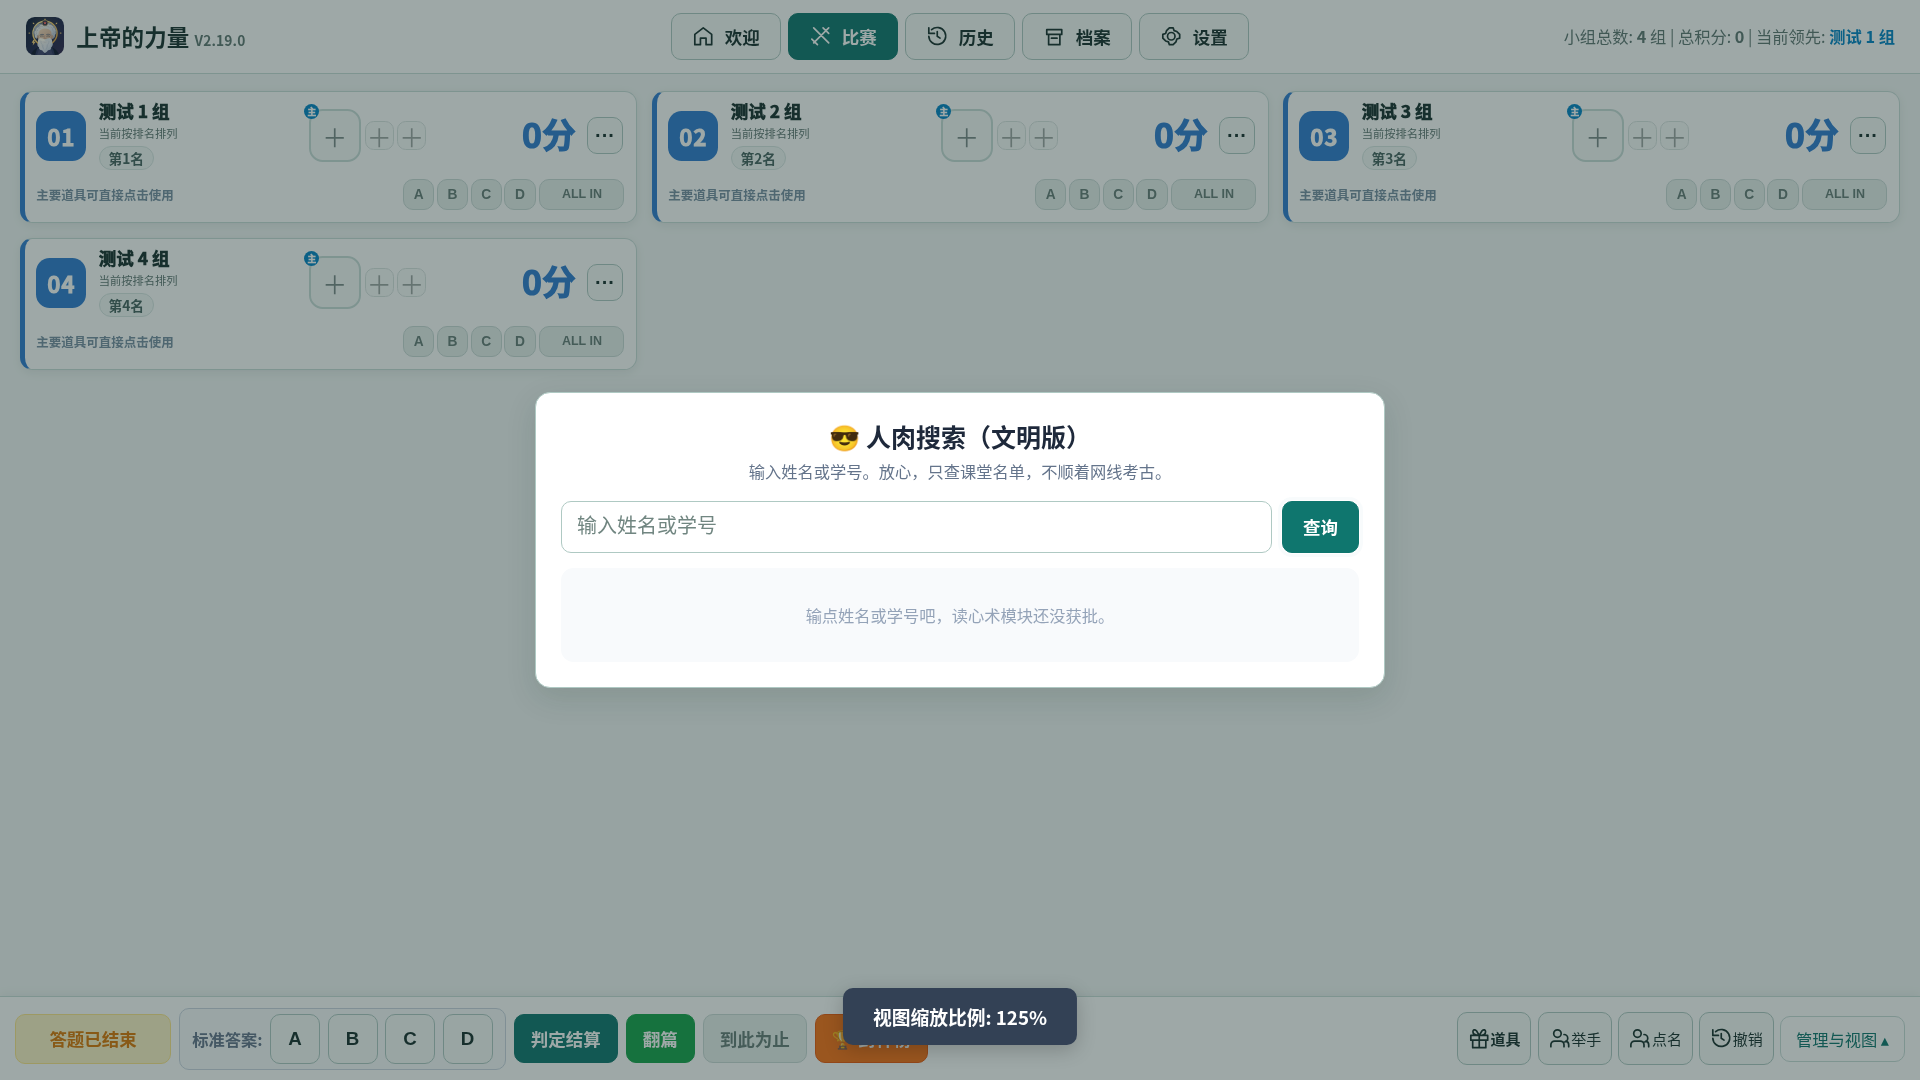 上帝的力量 V2.19.0
欢迎
比赛
历史
档案
设置
小组总数: 4 组 | 总积分: 0 | 当前领先: 测试 1 组
01
测试 1 组
当前按排名排列
第1名
主
0分
主要道具可直接点击使用
A B C D ALL IN
02
测试 2 组
当前按排名排列
第2名
主
0分
主要道具可直接点击使用
A B C D ALL IN
03
测试 3 组
当前按排名排列
第3名
主
0分
主要道具可直接点击使用
A B C D ALL IN
04
测试 4 组
当前按排名排列
第4名
主
0分
主要道具可直接点击使用
A B C D ALL IN
😎 人肉搜索（文明版）
输入姓名或学号。放心，只查课堂名单，不顺着网线考古。
输入姓名或学号
查询
输点姓名或学号吧，读心术模块还没获批。
视图缩放比例: 125%
答题已结束
标准答案: A B C D
判定结算
翻篇
到此为止
道具
举手
点名
撤销
管理与视图 ▴